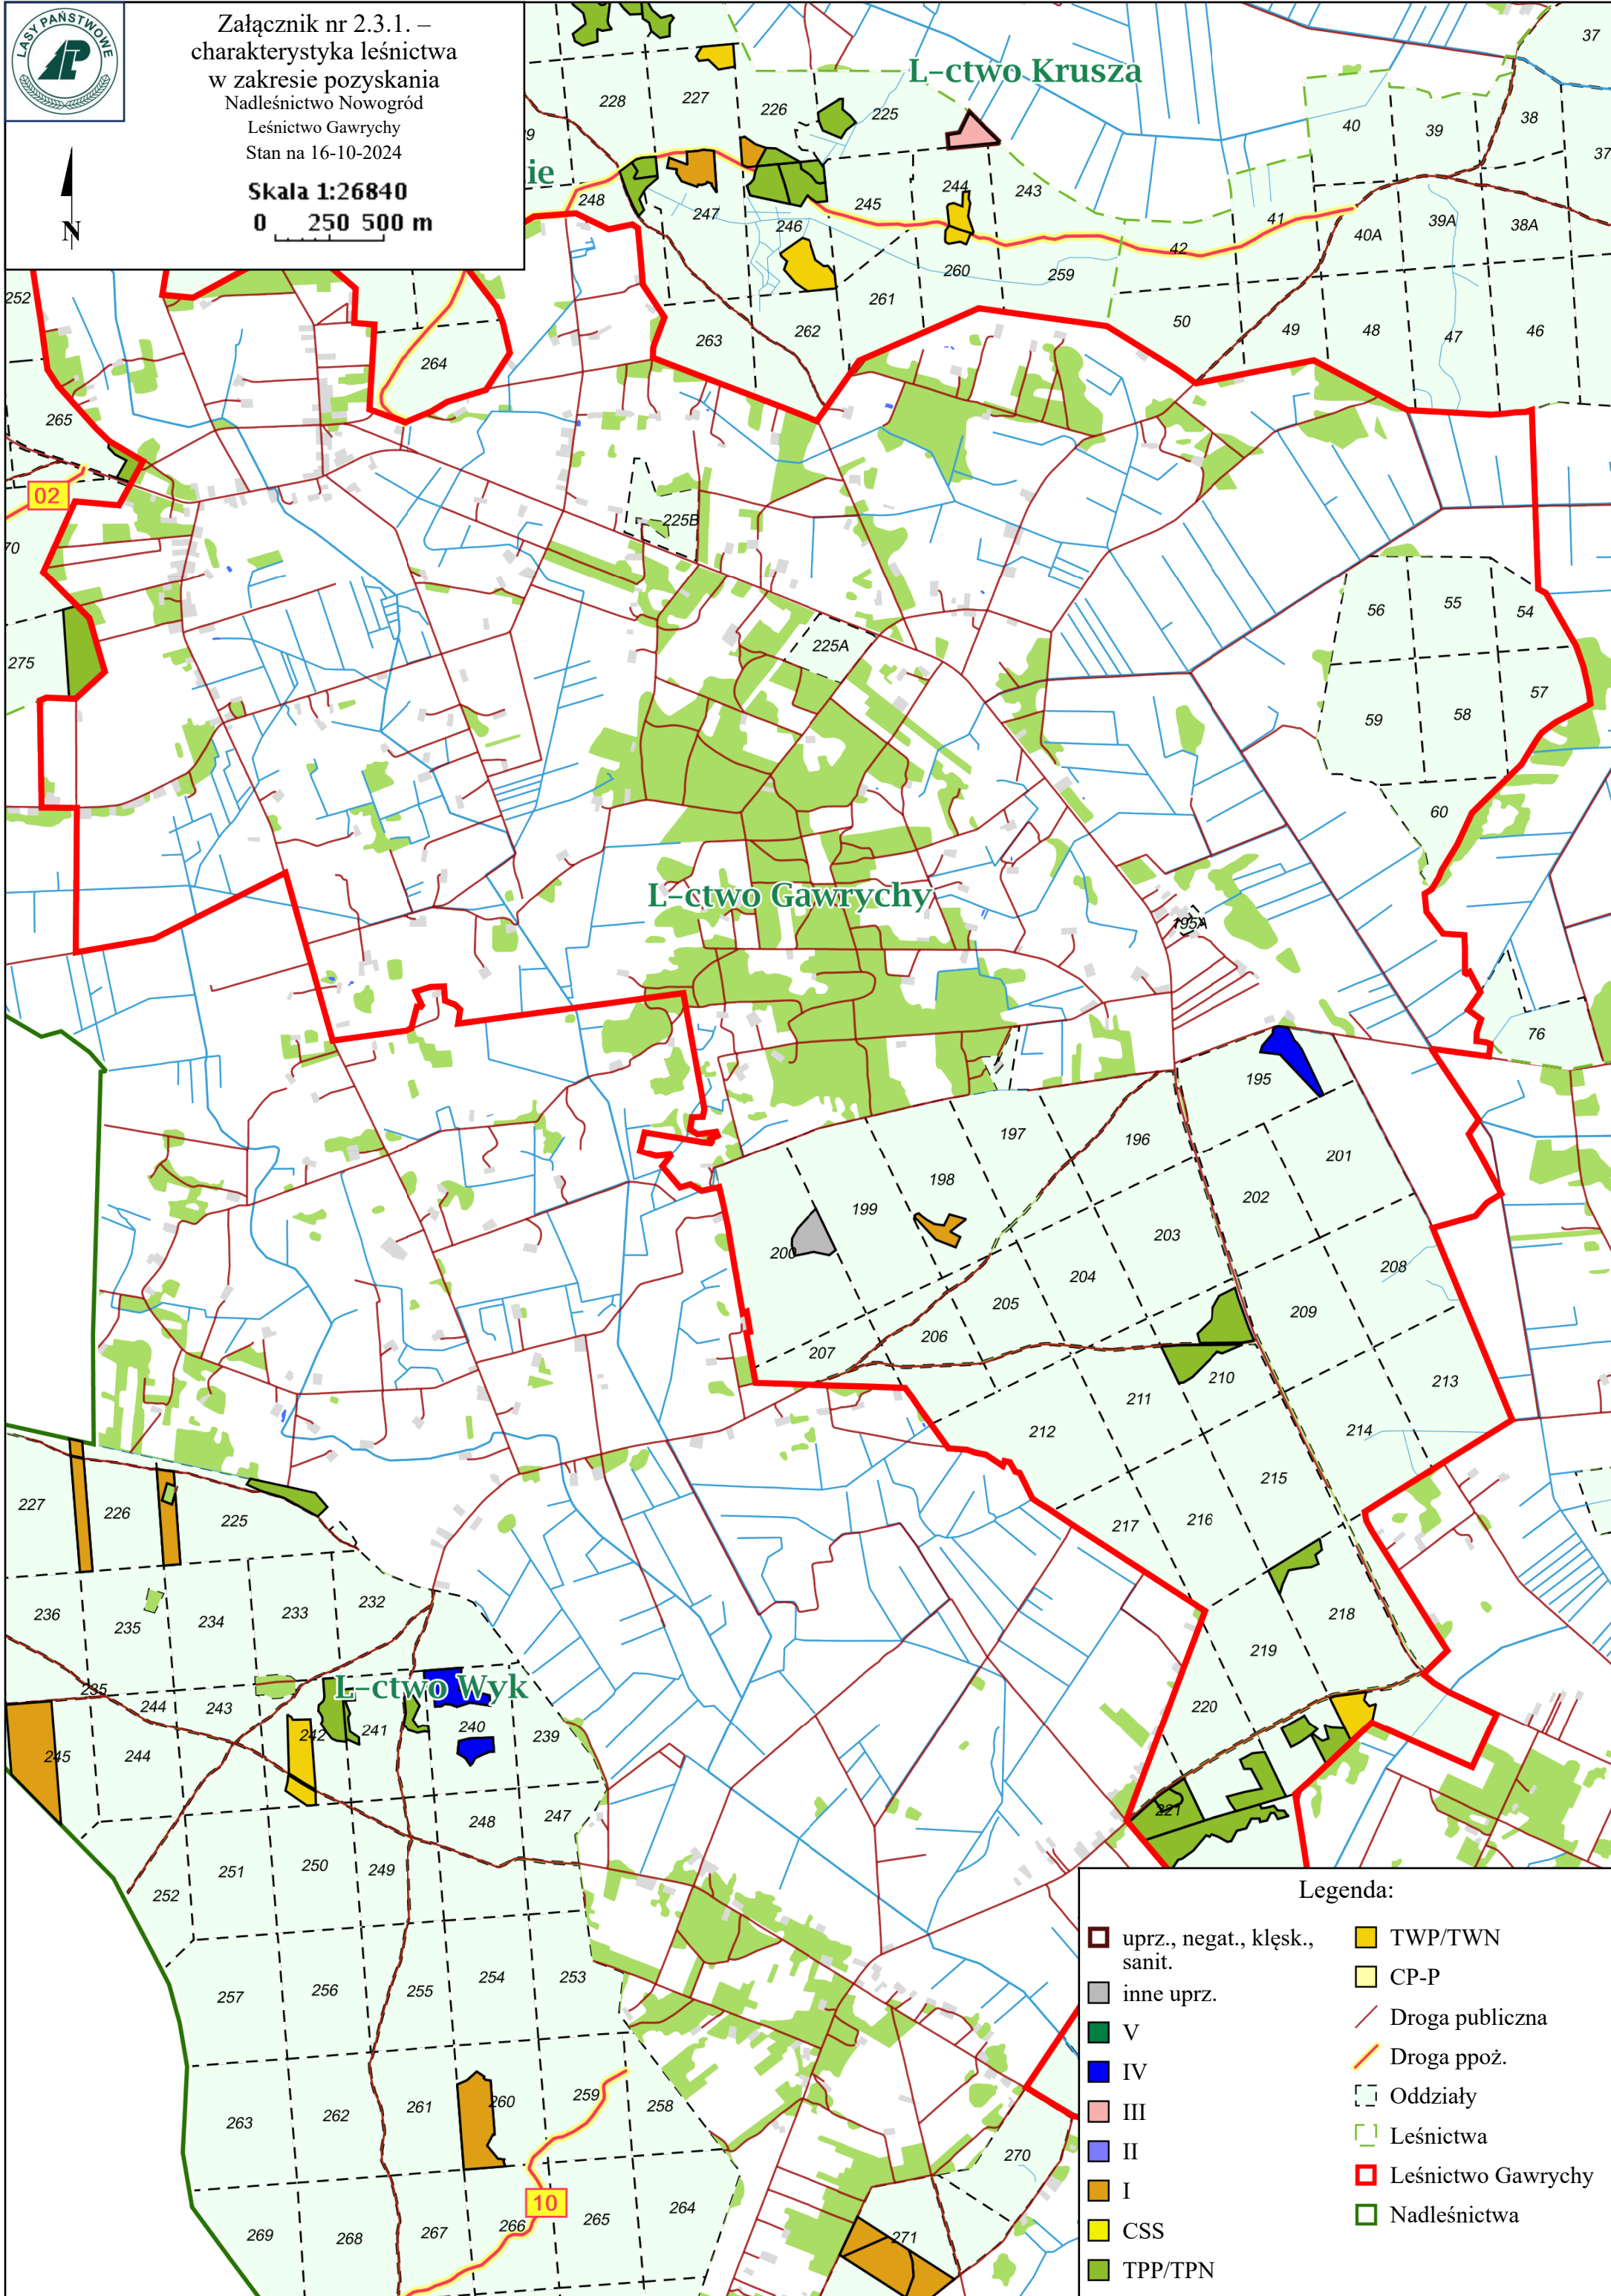 LASY PAŃSTWOWE
Załącznik nr 2.3.1. –
charakterystyka leśnictwa
w zakresie pozyskania
Nadleśnictwo Nowogród
Leśnictwo Gawrychy
Stan na 16-10-2024
Skala 1:26840
0 250 500 m
N
L-ctwo Krusza
ie
37
228
227
226
225
40
39
38
37
248
247
246
245
244
243
42
41
40A
39A
38A
252
264
263
262
261
260
259
50
49
48
47
46
265
02
70
225B
275
225A
56
55
54
59
58
57
60
L-ctwo Gawrychy
195A
76
195
197
196
201
198
199
202
200
203
204
208
205
206
207
209
210
211
212
213
214
215
216
217
218
219
220
221
227
226
225
236
235
234
233
232
L-ctwo Wyk
235
244
243
242
241
240
239
245
244
248
247
252
251
250
249
257
256
255
254
253
263
262
261
260
259
258
10
269
268
267
266
265
264
270
271
Legenda:
uprz., negat., klęsk.,
sanit.
inne uprz.
V
IV
III
II
I
CSS
TPP/TPN
TWP/TWN
CP-P
Droga publiczna
Droga ppoż.
Oddziały
Leśnictwa
Leśnictwo Gawrychy
Nadleśnictwa